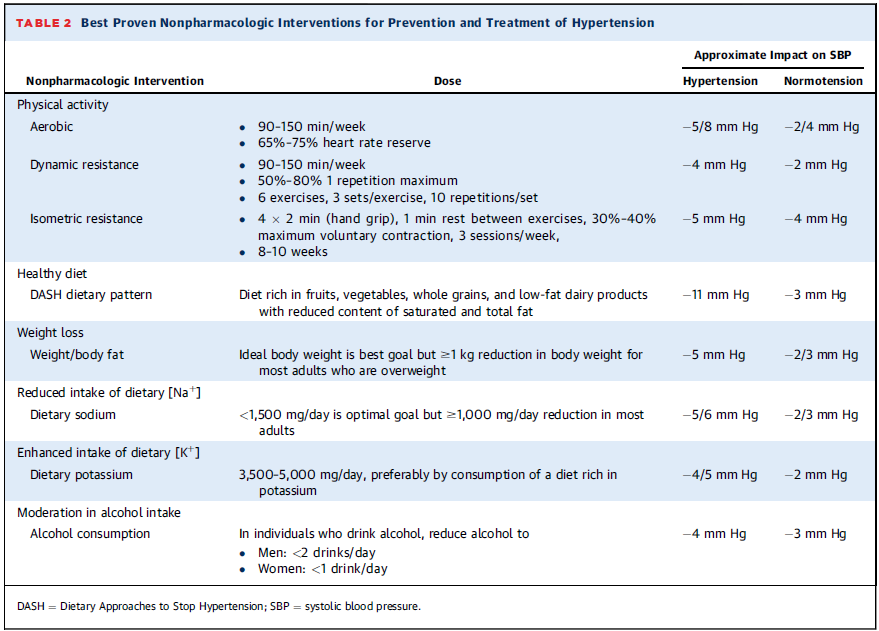 TABLE 2 Best Proven Nonpharmacologic Interventions for Prevention and Treatment of Hypertension
Approximate Impact on SBP
Nonpharmacologic Intervention Dose Hypertension Normotension
Physical activity
Aerobic • 90-150 min/week −5/8 mm Hg −2/4 mm Hg
• 65%-75% heart rate reserve
Dynamic resistance • 90-150 min/week −4 mm Hg −2 mm Hg
• 50%-80% 1 repetition maximum
• 6 exercises, 3 sets/exercise, 10 repetitions/set
Isometric resistance • 4 × 2 min (hand grip), 1 min rest between exercises, 30%-40% −5 mm Hg −4 mm Hg
maximum voluntary contraction, 3 sessions/week,
• 8-10 weeks
Healthy diet
DASH dietary pattern Diet rich in fruits, vegetables, whole grains, and low-fat dairy products −11 mm Hg −3 mm Hg
with reduced content of saturated and total fat
Weight loss
Weight/body fat Ideal body weight is best goal but ≥1 kg reduction in body weight for −5 mm Hg −2/3 mm Hg
most adults who are overweight
Reduced intake of dietary [Na⁺]
Dietary sodium <1,500 mg/day is optimal goal but ≥1,000 mg/day reduction in most −5/6 mm Hg −2/3 mm Hg
adults
Enhanced intake of dietary [K⁺]
Dietary potassium 3,500-5,000 mg/day, preferably by consumption of a diet rich in −4/5 mm Hg −2 mm Hg
potassium
Moderation in alcohol intake
Alcohol consumption In individuals who drink alcohol, reduce alcohol to −4 mm Hg −3 mm Hg
• Men: <2 drinks/day
• Women: <1 drink/day
DASH = Dietary Approaches to Stop Hypertension; SBP = systolic blood pressure.